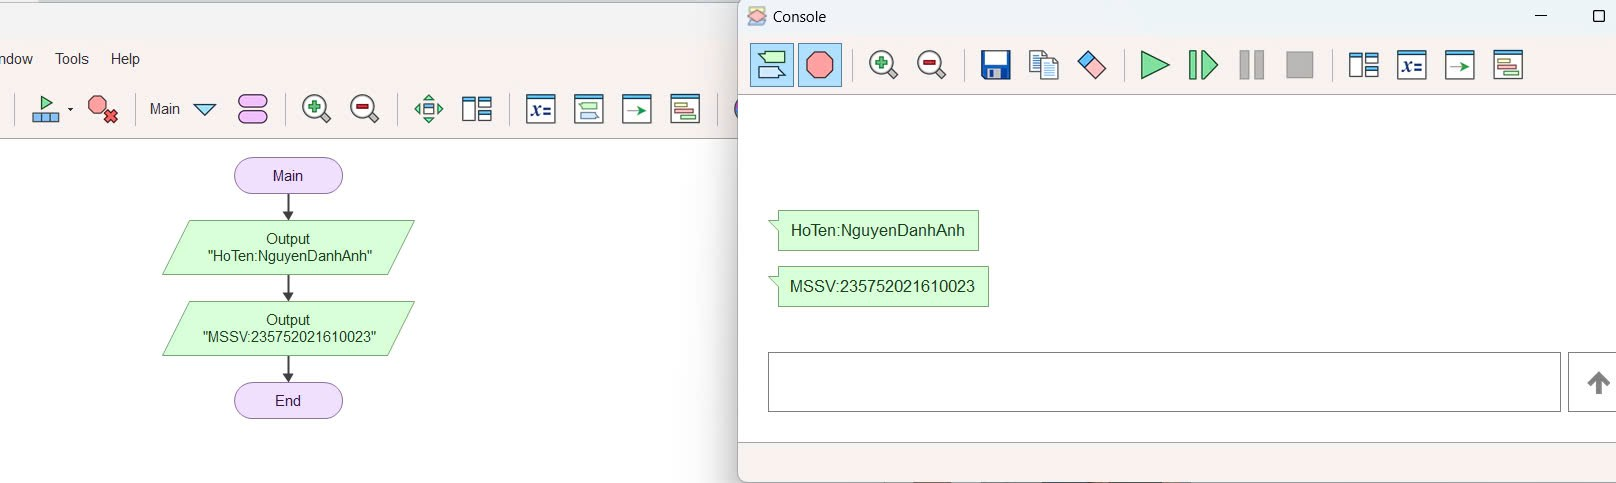 ndow Tools Help
Main
Main
Output
"HoTen:NguyenDanhAnh"
Output
"MSSV:235752021610023"
End
Console
x=
x=
HoTen:NguyenDanhAnh
MSSV:235752021610023